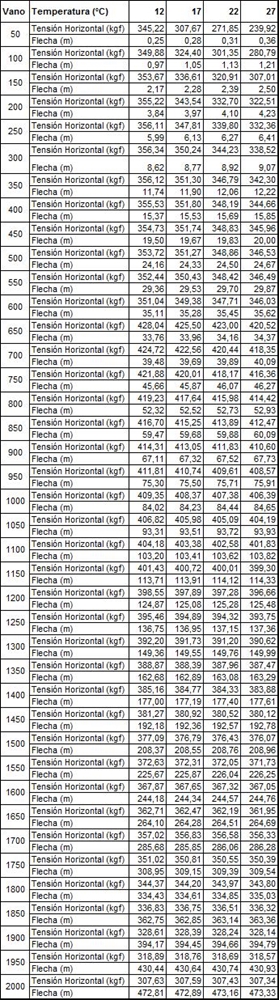 Vano Temperatura (°C) 12 17 22 27
50 Tensión Horizontal (kgf) 345,22 307,67 271,85 239,92
Flecha (m) 0,25 0,28 0,31 0,36
100 Tensión Horizontal (kgf) 349,88 324,40 301,35 280,79
Flecha (m) 0,97 1,05 1,13 1,21
150 Tensión Horizontal (kgf) 353,67 336,61 320,91 307,01
Flecha (m) 2,17 2,28 2,39 2,50
200 Tensión Horizontal (kgf) 355,22 343,54 332,70 322,51
Flecha (m) 3,84 3,97 4,10 4,23
250 Tensión Horizontal (kgf) 356,11 347,81 339,80 332,36
Flecha (m) 5,99 6,13 6,27 6,41
300 Tensión Horizontal (kgf) 356,34 350,24 344,23 338,52
Flecha (m) 8,62 8,77 8,92 9,07
350 Tensión Horizontal (kgf) 356,12 351,30 346,79 342,30
Flecha (m) 11,74 11,90 12,06 12,22
400 Tensión Horizontal (kgf) 355,53 351,80 348,19 344,66
Flecha (m) 15,37 15,53 15,69 15,85
450 Tensión Horizontal (kgf) 354,73 351,74 348,83 345,96
Flecha (m) 19,50 19,67 19,83 20,00
500 Tensión Horizontal (kgf) 353,72 351,27 348,86 346,53
Flecha (m) 24,16 24,33 24,50 24,67
550 Tensión Horizontal (kgf) 352,44 350,43 348,42 346,49
Flecha (m) 29,36 29,53 29,70 29,87
600 Tensión Horizontal (kgf) 351,04 349,38 347,71 346,03
Flecha (m) 35,11 35,28 35,45 35,62
650 Tensión Horizontal (kgf) 428,04 425,50 423,00 420,52
Flecha (m) 33,76 33,96 34,16 34,37
700 Tensión Horizontal (kgf) 424,72 422,56 420,44 418,35
Flecha (m) 39,48 39,69 39,89 40,09
750 Tensión Horizontal (kgf) 421,88 420,01 418,17 416,36
Flecha (m) 45,66 45,87 46,07 46,27
800 Tensión Horizontal (kgf) 419,23 417,64 415,98 414,42
Flecha (m) 52,32 52,52 52,73 52,93
850 Tensión Horizontal (kgf) 416,70 415,25 413,89 412,47
Flecha (m) 59,47 59,68 59,88 60,09
900 Tensión Horizontal (kgf) 414,31 413,05 411,83 410,60
Flecha (m) 67,11 67,32 67,52 67,73
950 Tensión Horizontal (kgf) 411,81 410,74 409,61 408,57
Flecha (m) 75,30 75,50 75,71 75,91
1000 Tensión Horizontal (kgf) 409,35 408,37 407,38 406,39
Flecha (m) 84,02 84,23 84,44 84,65
1050 Tensión Horizontal (kgf) 406,82 405,98 405,09 404,19
Flecha (m) 93,31 93,51 93,72 93,93
1100 Tensión Horizontal (kgf) 404,18 403,38 402,58 401,83
Flecha (m) 103,20 103,41 103,62 103,82
1150 Tensión Horizontal (kgf) 401,43 400,72 400,01 399,30
Flecha (m) 113,71 113,91 114,12 114,33
1200 Tensión Horizontal (kgf) 398,55 397,89 397,28 396,66
Flecha (m) 124,87 125,08 125,28 125,48
1250 Tensión Horizontal (kgf) 395,46 394,89 394,32 393,75
Flecha (m) 136,75 136,95 137,15 137,36
1300 Tensión Horizontal (kgf) 392,20 391,73 391,20 390,62
Flecha (m) 149,36 149,55 149,76 149,99
1350 Tensión Horizontal (kgf) 388,87 388,39 387,96 387,47
Flecha (m) 162,68 162,89 163,08 163,29
1400 Tensión Horizontal (kgf) 385,16 384,77 384,33 383,88
Flecha (m) 177,00 177,19 177,40 177,61
1450 Tensión Horizontal (kgf) 381,27 380,92 380,52 380,12
Flecha (m) 192,18 192,36 192,57 192,78
1500 Tensión Horizontal (kgf) 377,09 376,79 376,43 376,07
Flecha (m) 208,37 208,55 208,76 208,96
1550 Tensión Horizontal (kgf) 372,63 372,31 372,05 371,73
Flecha (m) 225,67 225,87 226,04 226,25
1600 Tensión Horizontal (kgf) 367,87 367,65 367,32 367,05
Flecha (m) 244,18 244,34 244,57 244,76
1650 Tensión Horizontal (kgf) 362,71 362,47 362,19 361,95
Flecha (m) 264,10 264,28 264,51 264,69
1700 Tensión Horizontal (kgf) 357,02 356,83 356,58 356,33
Flecha (m) 285,68 285,85 286,06 286,28
1750 Tensión Horizontal (kgf) 351,02 350,81 350,55 350,39
Flecha (m) 308,95 309,15 309,39 309,54
1800 Tensión Horizontal (kgf) 344,37 344,20 343,97 343,80
Flecha (m) 334,43 334,61 334,85 335,03
1850 Tensión Horizontal (kgf) 336,83 336,75 336,51 336,32
Flecha (m) 362,75 362,85 363,14 363,36
1900 Tensión Horizontal (kgf) 328,61 328,39 328,24 328,14
Flecha (m) 394,17 394,45 394,66 394,79
1950 Tensión Horizontal (kgf) 318,89 318,76 318,69 318,57
Flecha (m) 430,44 430,64 430,74 430,93
2000 Tensión Horizontal (kgf) 307,63 307,59 307,43 307,34
Flecha (m) 472,81 472,89 473,16 473,33